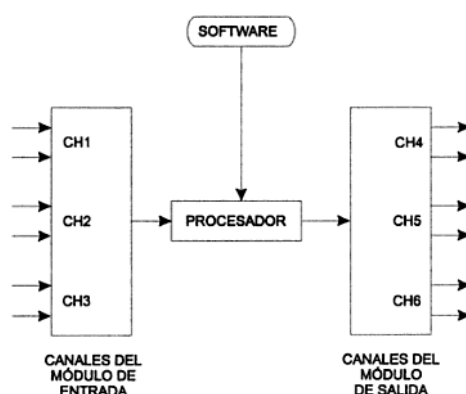 SOFTWARE
CH1
CH2
CH3
PROCESADOR
CH4
CH5
CH6
CANALES DEL
MÓDULO DE
ENTRADA
CANALES DEL
MÓDULO
DE SALIDA